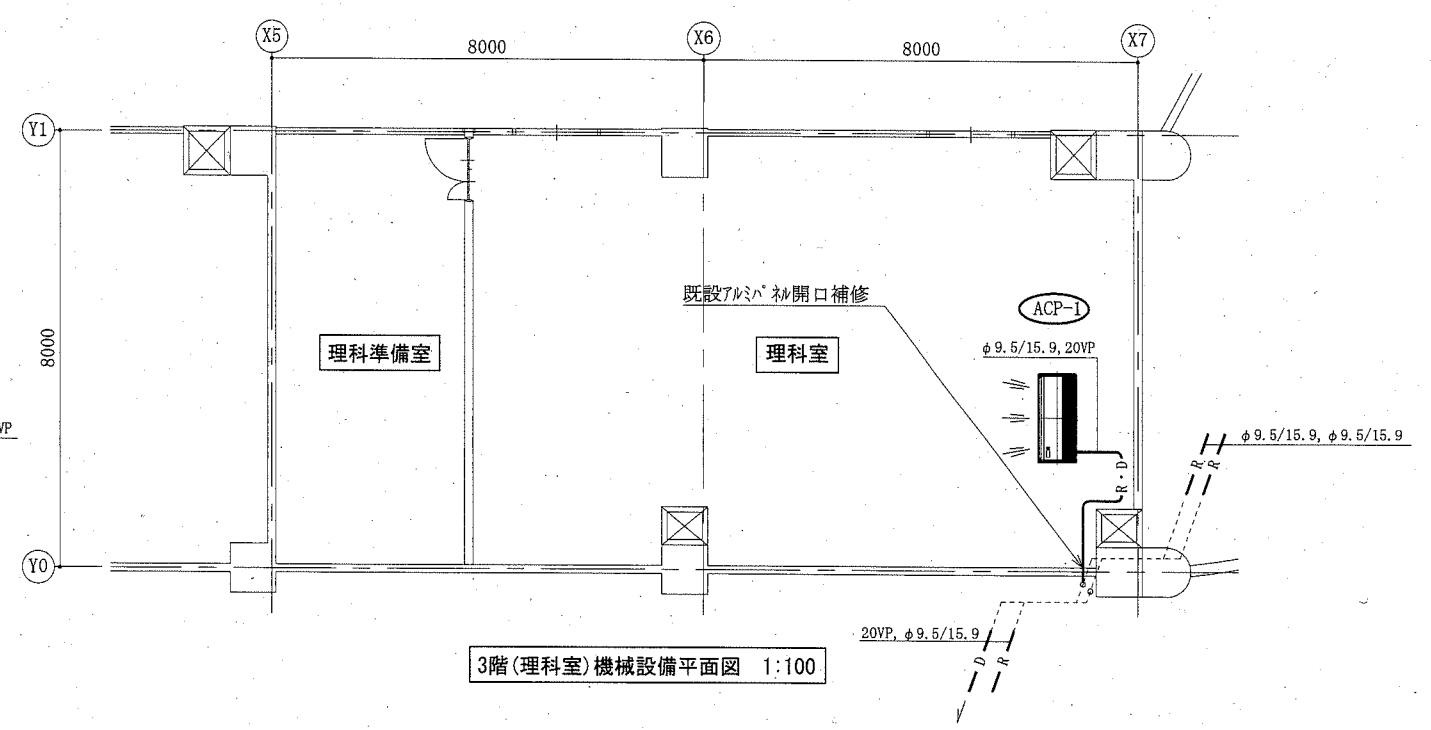 X5
X6
X7
8000
8000
Y1
既設アルミパネル開口補修
ACP-1
8000
理科準備室
理科室
φ9.5/15.9,20VP
VP
φ9.5/15.9, φ9.5/15.9
R
R
R・D
Y0
20VP, φ9.5/15.9
3階(理科室)機械設備平面図 1:100
D
R